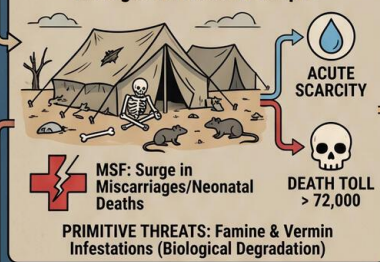 ACUTE
SCARCITY
MSF: Surge in
Miscarriages/Neonatal
Deaths
DEATH TOLL
> 72,000
PRIMITIVE THREATS: Famine & Vermin
Infestations (Biological Degradation)